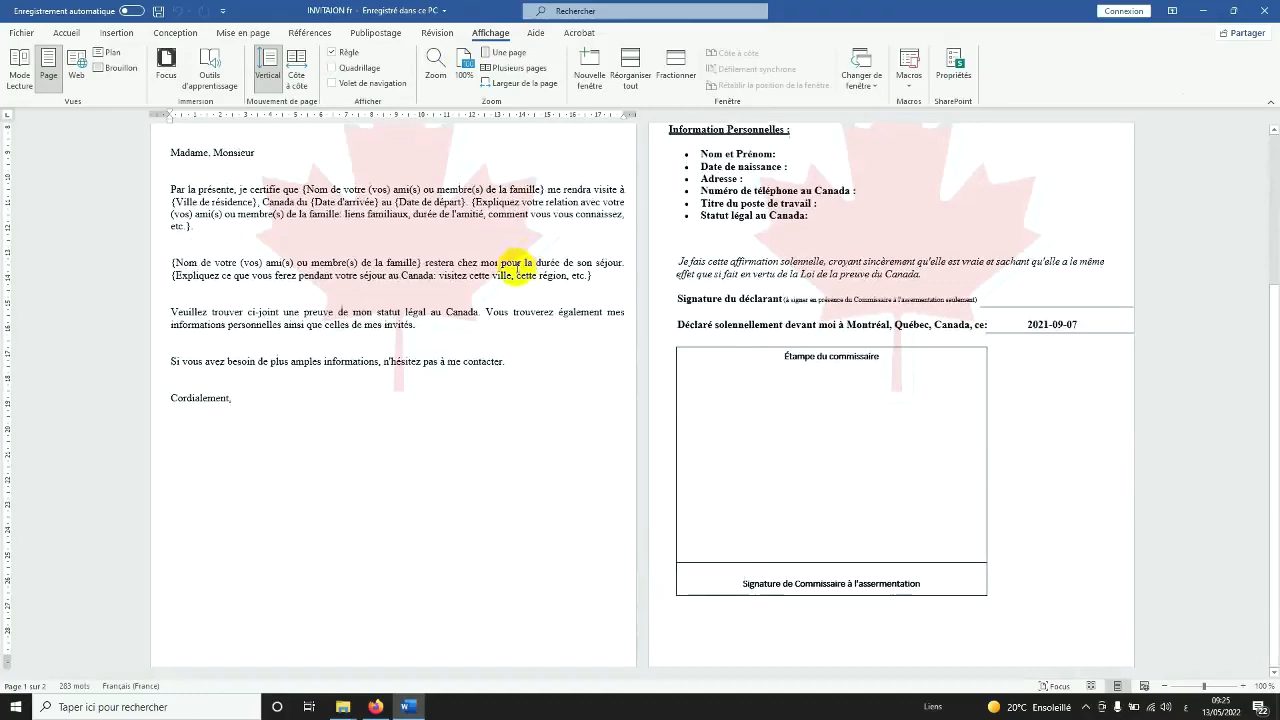 Enregistrement automatique
INVITAION fr - Enregistré dans ce PC
Rechercher
Connexion
Fichier Accueil Insertion Conception Mise en page Références Publipostage Révision Affichage Aide Acrobat
Partager
Mode Lecture
Page
Web
Plan
Brouillon
Vues
Focus
Outils d'apprentissage
Immersion
Vertical
Côte à côte
Mouvement de page
Règle
Quadrillage
Volet de navigation
Afficher
Zoom
100%
100
Une page
Plusieurs pages
Largeur de la page
Zoom
Nouvelle fenêtre
Réorganiser tout
Fractionner
Côte à côte
Défilement synchrone
Rétablir la position de la fenêtre
Fenêtre
Changer de fenêtre
Macros
Macros
Propriétés
SharePoint
Madame, Monsieur
Par la présente, je certifie que {Nom de votre (vos) ami(s) ou membre(s) de la famille} me rendra visite à
{Ville de résidence}, Canada du {Date d'arrivée} au {Date de départ}. {Expliquez votre relation avec votre
(vos) ami(s) ou membre(s) de la famille: liens familiaux, durée de l'amitié, comment vous vous connaissez,
etc.}.
{Nom de votre (vos) ami(s) ou membre(s) de la famille} restera chez moi pour la durée de son séjour.
{Expliquez ce que vous ferez pendant votre séjour au Canada: visitez cette ville, cette région, etc.}
Veuillez trouver ci-joint une preuve de mon statut légal au Canada. Vous trouverez également mes
informations personnelles ainsi que celles de mes invités.
Si vous avez besoin de plus amples informations, n'hésitez pas à me contacter.
Cordialement,
Information Personnelles :
• Nom et Prénom:
• Date de naissance :
• Adresse :
• Numéro de téléphone au Canada :
• Titre du poste de travail :
• Statut légal au Canada:
Je fais cette affirmation solennelle, croyant sincèrement qu'elle est vraie et sachant qu'elle a le même
effet que si fait en vertu de la Loi de la preuve du Canada.
Signature du déclarant (à signer en présence du Commissaire à l'assermentation seulement)
Déclaré solennellement devant moi à Montréal, Québec, Canada, ce: 2021-09-07
Étampe du commissaire
Signature de Commissaire à l'assermentation
Page 1 sur 2 283 mots Français (France)
Focus
100 %
Taper ici pour rechercher
Liens
20°C Ensoleillé
09:25
13/05/2022